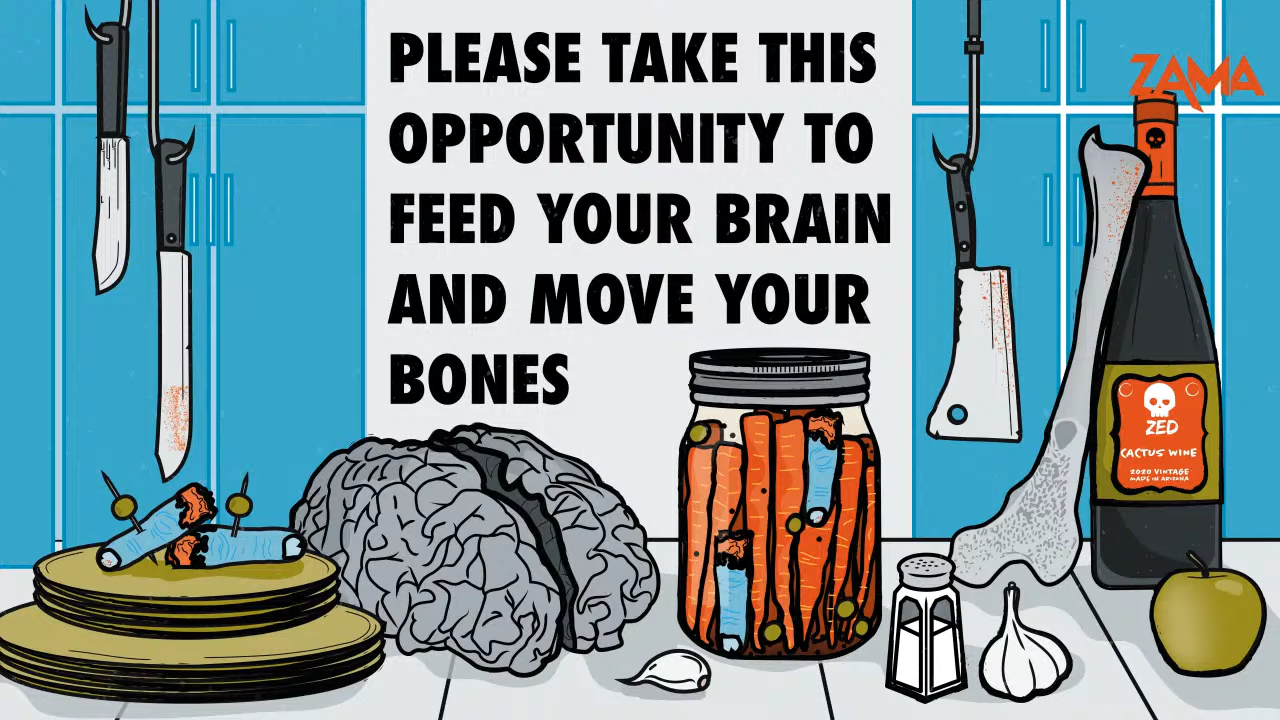 PLEASE TAKE THIS
OPPORTUNITY TO
FEED YOUR BRAIN
AND MOVE YOUR
BONES
ZAMA
ZED
CACTUS WINE
2020 VINTAGE
MADE IN ARIZONA